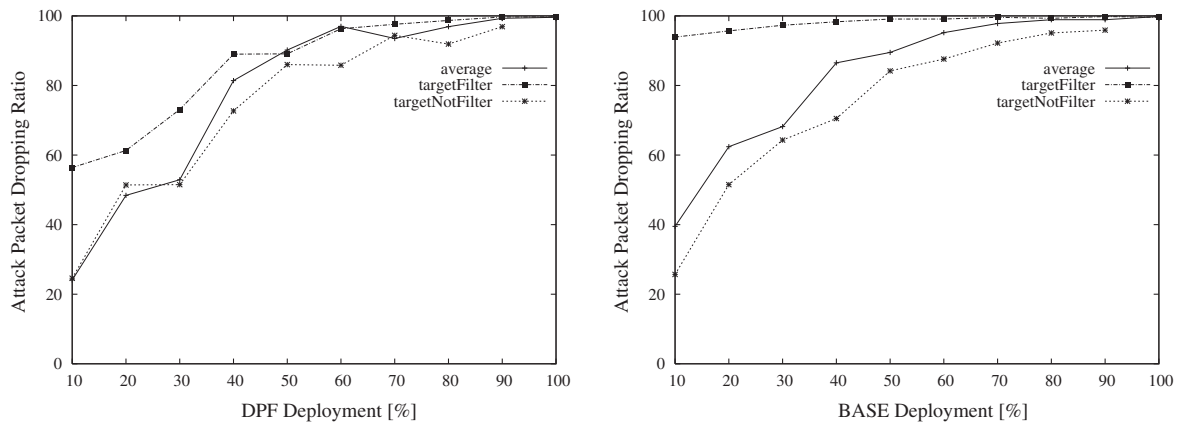 Attack Packet Dropping Ratio
100
80
60
40
20
0
average
targetFilter
targetNotFilter
10 20 30 40 50 60 70 80 90 100
DPF Deployment [%]
Attack Packet Dropping Ratio
100
80
60
40
20
0
average
targetFilter
targetNotFilter
10 20 30 40 50 60 70 80 90 100
BASE Deployment [%]